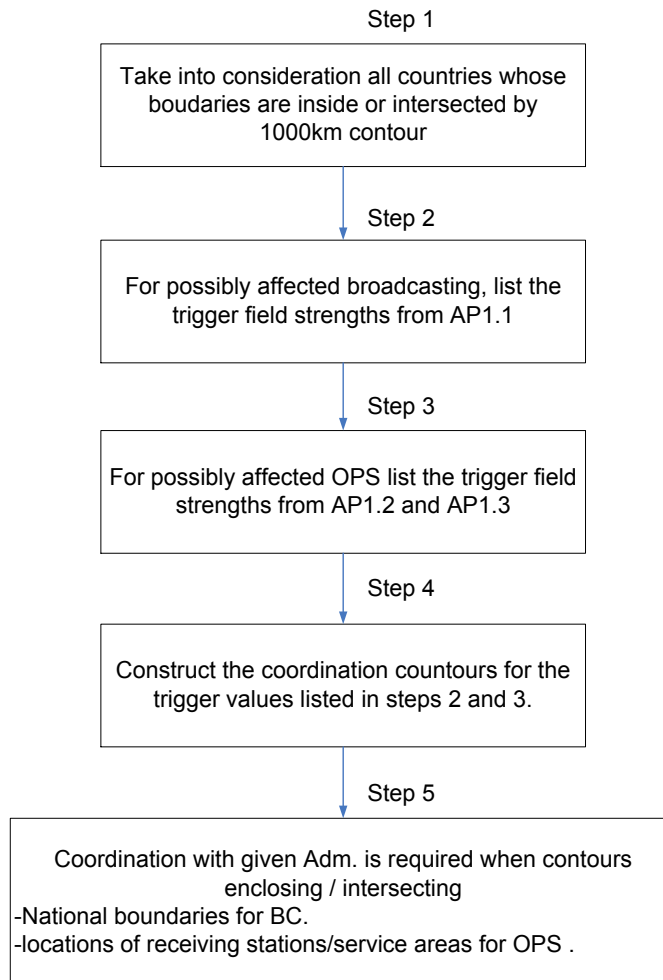 Step 1
Take into consideration all countries whose
boudaries are inside or intersected by
1000km contour
Step 2
For possibly affected broadcasting, list the
trigger field strengths from AP1.1
Step 3
For possibly affected OPS list the trigger field
strengths from AP1.2 and AP1.3
Step 4
Construct the coordination countours for the
trigger values listed in steps 2 and 3.
Step 5
Coordination with given Adm. is required when contours
enclosing / intersecting
-National boundaries for BC.
-locations of receiving stations/service areas for OPS .